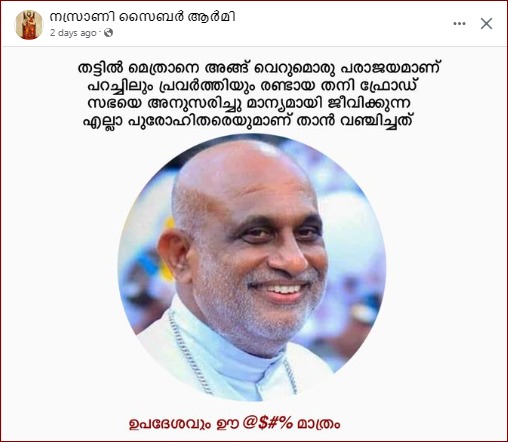 നസ്രാണി സൈബർ ആർമി
2 days ago ·
തട്ടിൽ മെത്രാനെ അങ്ങ് വെറുമൊരു പരാജയമാണ്
പറച്ചിലും പ്രവർത്തിയും രണ്ടായ തനി ഫ്രോഡ്
സഭയെ അനുസരിച്ചു മാന്യമായി ജീവിക്കുന്ന
എല്ലാ പുരോഹിതരെയുമാണ് താൻ വഞ്ചിച്ചത്
ഉപദേശവും ഊ @$#% മാത്രം